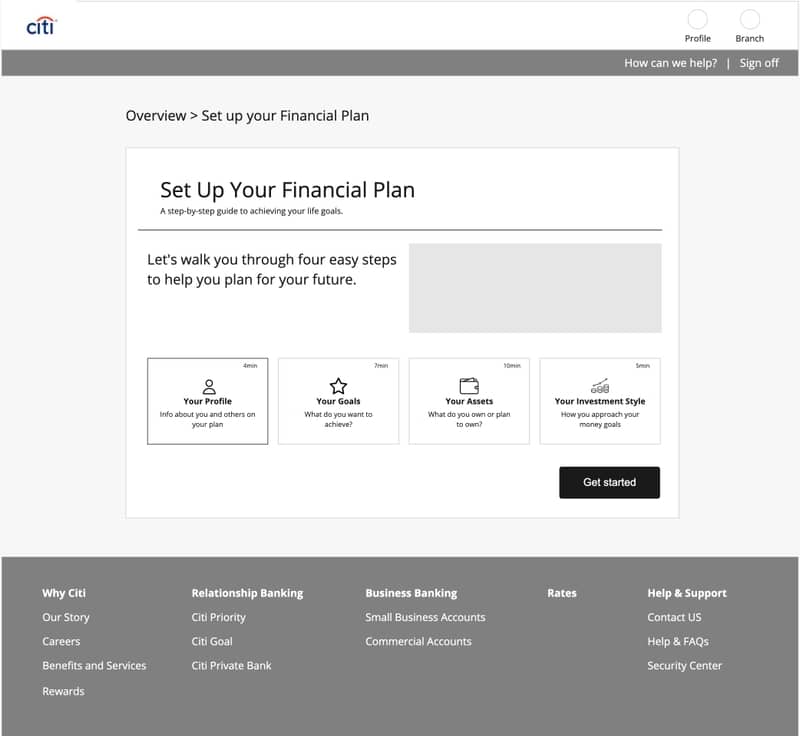 citi
Profile
Branch
How can we help? | Sign off
Overview > Set up your Financial Plan
Set Up Your Financial Plan
A step-by-step guide to achieving your life goals.
Let's walk you through four easy steps
to help you plan for your future.
4min
Your Profile
Info about you and others on
your plan
7min
Your Goals
What do you want to
achieve?
10min
Your Assets
What do you own or plan
to own?
5min
Your Investment Style
How you approach your
money goals
Get started
Why Citi
Our Story
Careers
Benefits and Services
Rewards
Relationship Banking
Citi Priority
Citi Goal
Citi Private Bank
Business Banking
Small Business Accounts
Commercial Accounts
Rates
Help & Support
Contact US
Help & FAQs
Security Center